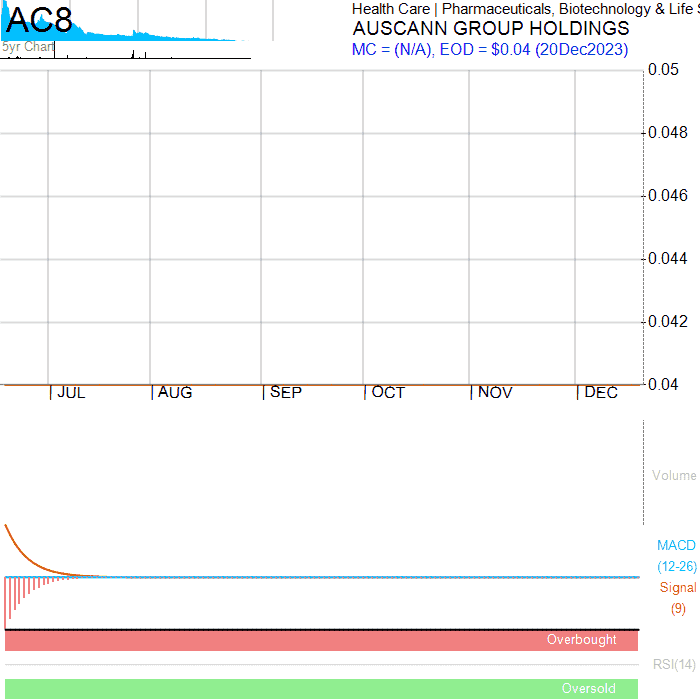 AC8
Health Care | Pharmaceuticals, Biotechnology & Life S
AUSCANN GROUP HOLDINGS
5yr Chart
MC = (N/A), EOD = $0.04 (20Dec2023)
0.05
0.048
0.046
0.044
0.042
0.04
JUL AUG SEP OCT NOV DEC
Volume
MACD
(12-26)
Signal
(9)
Overbought
RSI(14)
Oversold